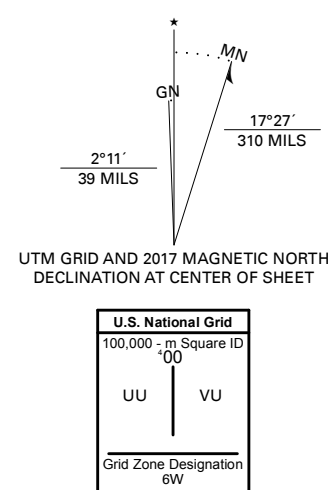 ★
MN
GN
17°27´
310 MILS
2°11´
39 MILS
UTM GRID AND 2017 MAGNETIC NORTH
DECLINATION AT CENTER OF SHEET
U.S. National Grid
100,000 - m Square ID
⁴00
UU VU
Grid Zone Designation
6W